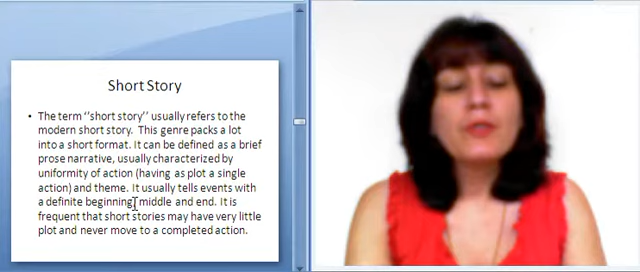 Short Story
• The term ‘‘short story’’ usually refers to the
modern short story. This genre packs a lot
into a short format. It can be defined as a brief
prose narrative, usually characterized by
uniformity of action (having as plot a single
action) and theme. It usually tells events with
a definite beginning, middle and end. It is
frequent that short stories may have very little
plot and never move to a completed action.